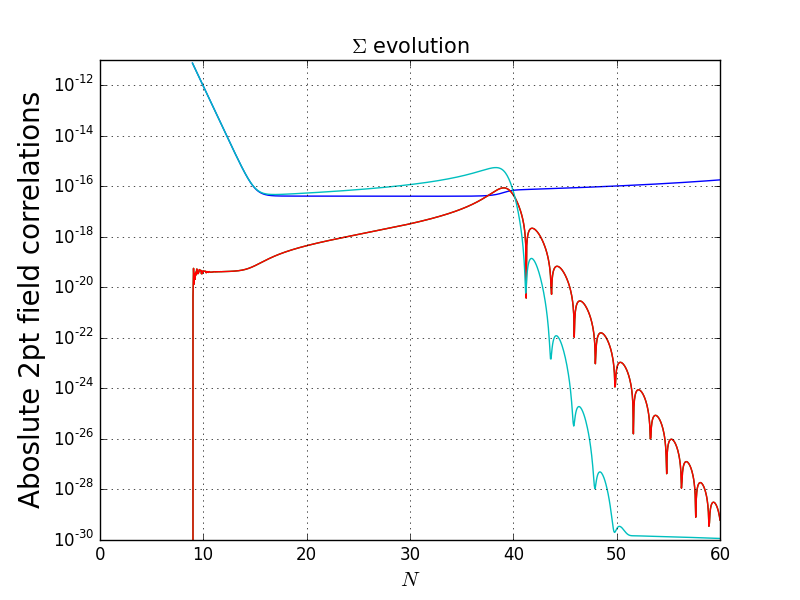 Σ evolution
Aboslute 2pt field correlations
10⁻¹²
10⁻¹⁴
10⁻¹⁶
10⁻¹⁸
10⁻²⁰
10⁻²²
10⁻²⁴
10⁻²⁶
10⁻²⁸
10⁻³⁰
0 10 20 30 40 50 60
N